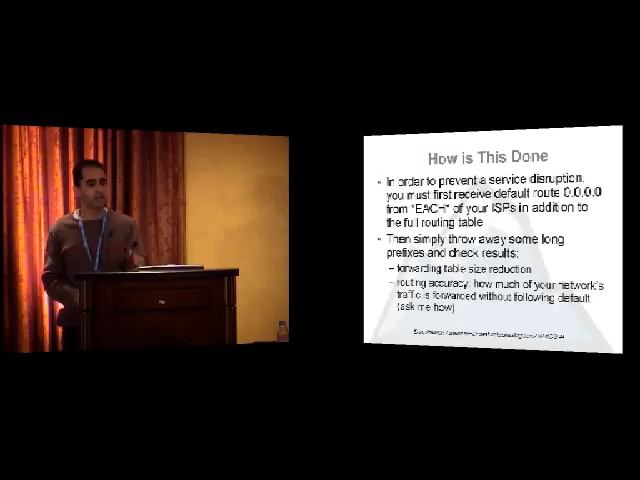 How is This Done
• In order to prevent a service disruption,
you must first receive default route 0.0.0.0
from *EACH* of your ISPs in addition to
the full routing table
• Then simply throw away some long
prefixes and check results:
– forwarding table size reduction
– routing accuracy: how much of your network's
traffic is forwarded without following default
(ask me how)